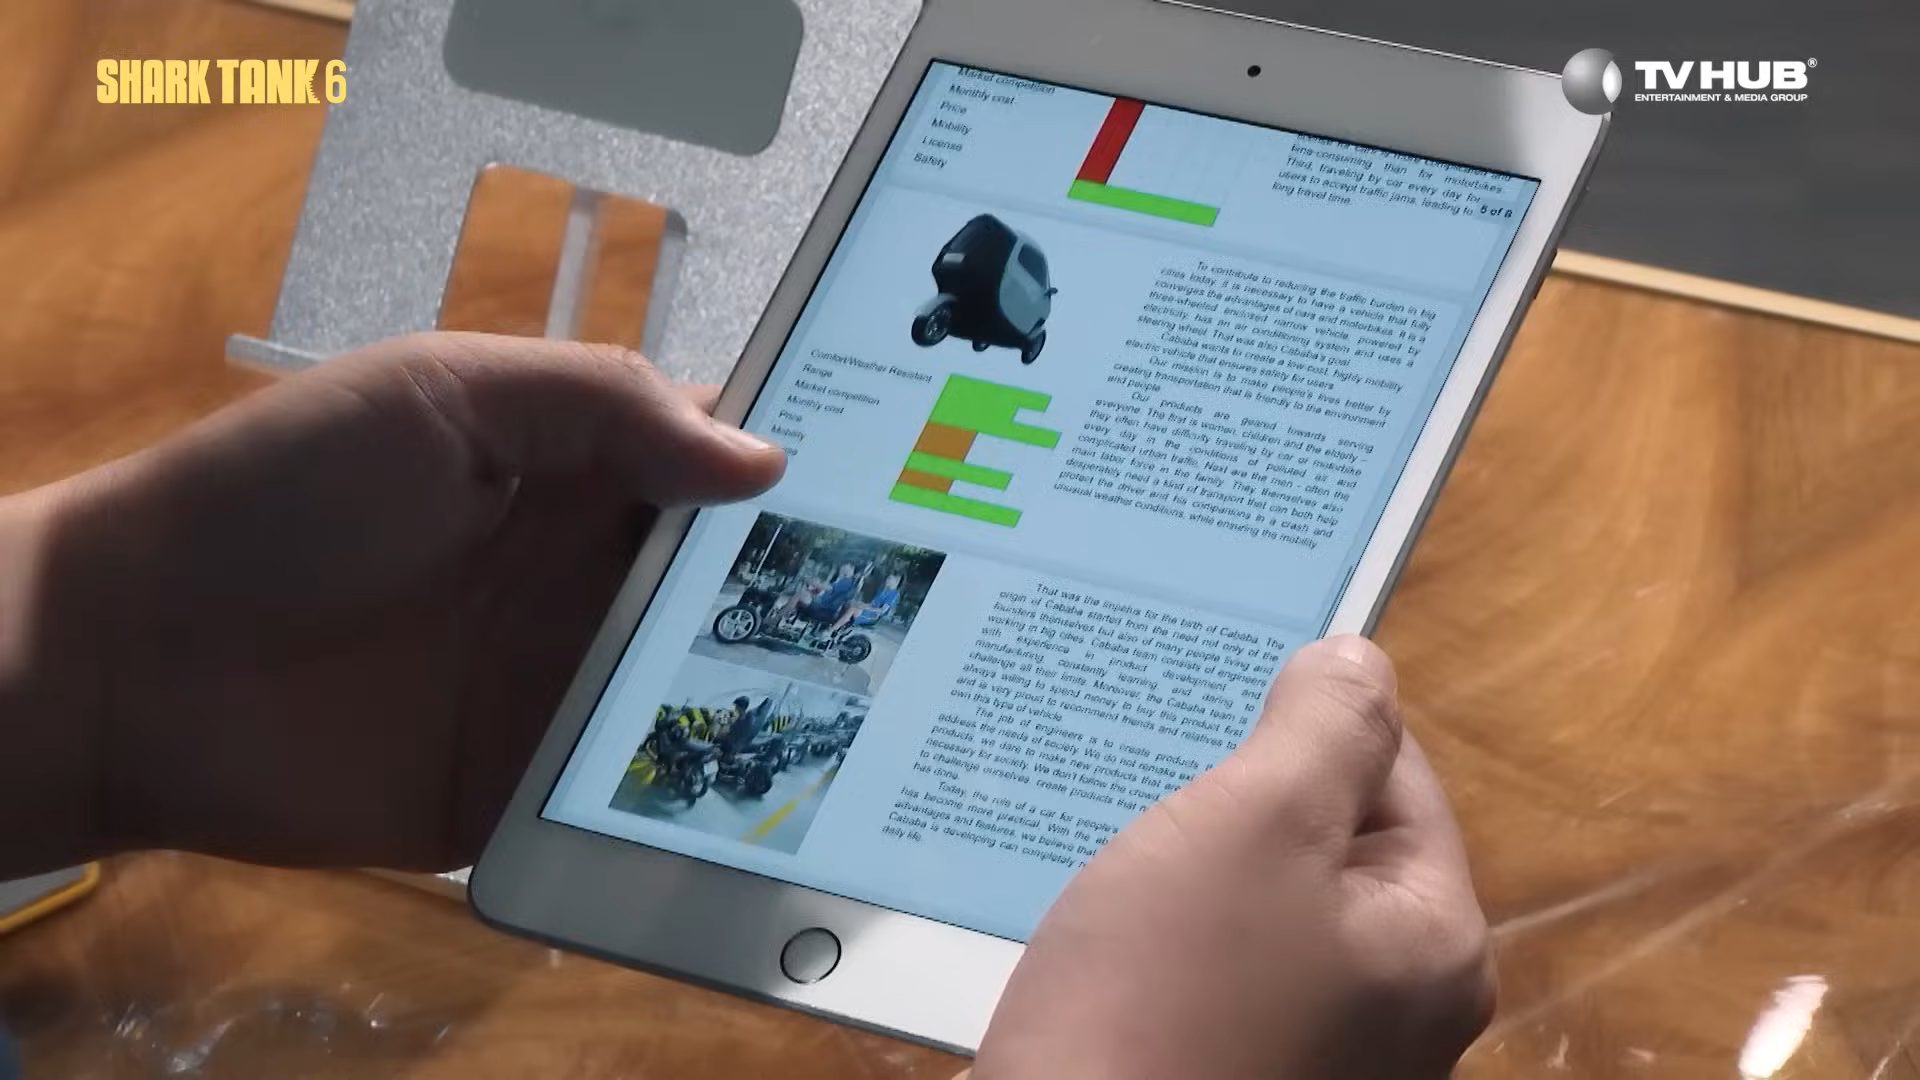 SHARK TANK 6
TV HUB®
ENTERTAINMENT & MEDIA GROUP
Market competition
Monthly cost
Price
Mobility
License
Safety
time-consuming than for motorbikes.
Third, traveling by car every day for
users to accept traffic jams, leading to
long travel time.
To contribute to reducing the traffic burden in big
cities today, it is necessary to have a vehicle that fully
converges the advantages of cars and motorbikes. It is a
three-wheeled enclosed narrow vehicle, powered by
electricity, has an air conditioning system and uses a
steering wheel. That was also Cababa's goal.
Cababa wants to create a low-cost, highly mobility
electric vehicle that ensures safety for users.
Our mission is to make people's lives better by
creating transportation that is friendly to the environment
and people.
Our products are geared towards serving
everyone. The first is women, children and the elderly -
they often have difficulty traveling by car or motorbike
every day in the conditions of polluted air and
complicated urban traffic. Next are the men - often the
main labor force in the family. They themselves also
desperately need a kind of transport that can both help
protect the driver and his companions in a crash and
unusual weather conditions, while ensuring the mobility
Comfort/Weather Resistant
Range
Market competition
Monthly cost
Price
Mobility
That was the impetus for the birth of Cababa. The
origin of Cababa started from the need not only of the
founders themselves but also of many people living and
working in big cities. Cababa team consists of engineers
with experience in product development and
manufacturing, constantly learning and daring to
challenge all their limits. Moreover, the Cababa team is
always willing to spend money to buy this product first
and is very proud to recommend friends and relatives to
own this type of vehicle.
The job of engineers is to create products
address the needs of society. We do not remake
products, we dare to make new products that are
necessary for society. We don't follow the crowd
to challenge ourselves, create products that
has done.
Today, the role of a car for people's
has become more practical. With the
advantages and features, we believe that
Cababa is developing can completely
daily life.